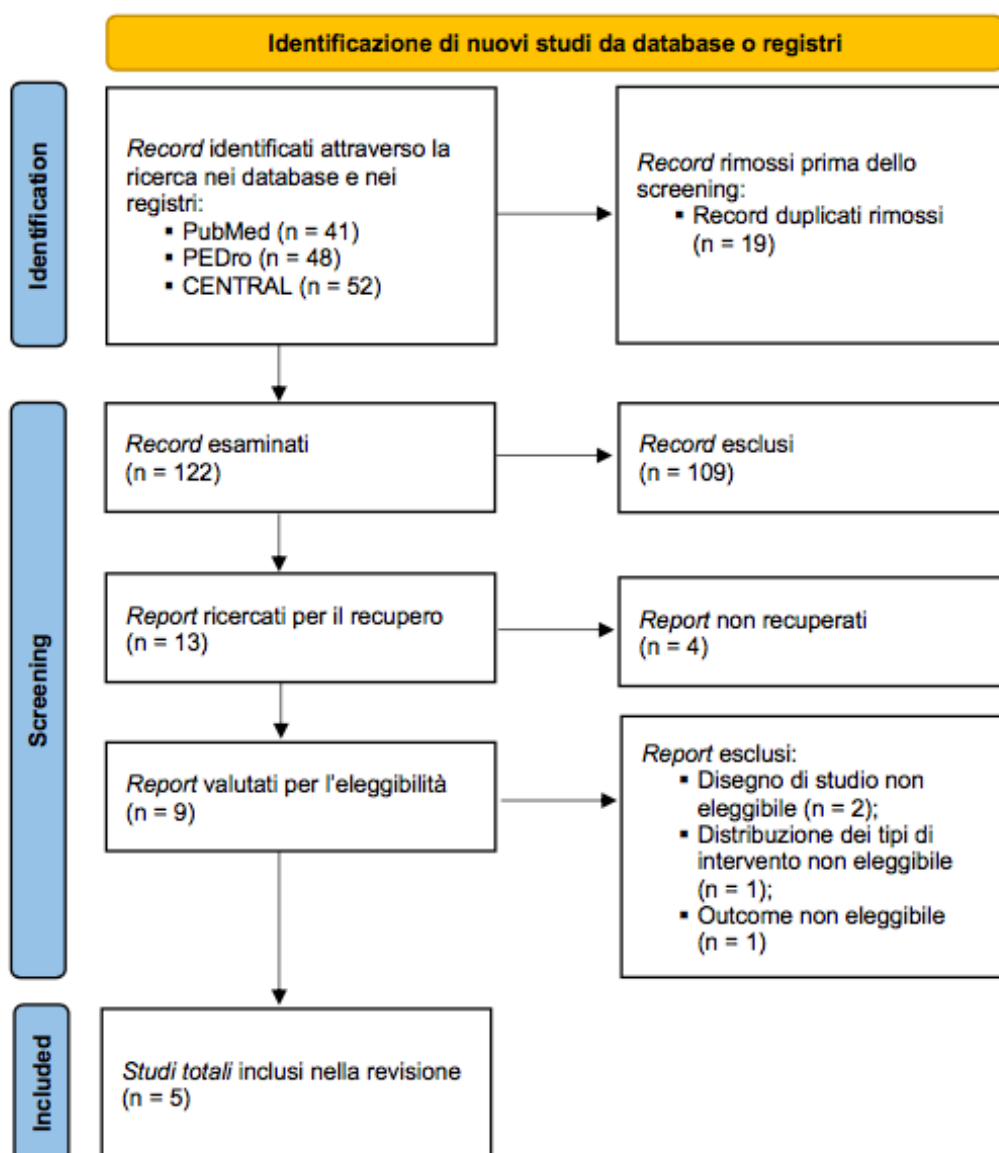 Identificazione di nuovi studi da database o registri
Identification
Record identificati attraverso la
ricerca nei database e nei
registri:
▪ PubMed (n = 41)
▪ PEDro (n = 48)
▪ CENTRAL (n = 52)
Record rimossi prima dello
screening:
▪ Record duplicati rimossi
(n = 19)
Screening
Record esaminati
(n = 122)
Record esclusi
(n = 109)
Report ricercati per il recupero
(n = 13)
Report non recuperati
(n = 4)
Report valutati per l'eleggibilità
(n = 9)
Report esclusi:
▪ Disegno di studio non
eleggibile (n = 2);
▪ Distribuzione dei tipi di
intervento non eleggibile
(n = 1);
▪ Outcome non eleggibile
(n = 1)
Included
Studi totali inclusi nella revisione
(n = 5)